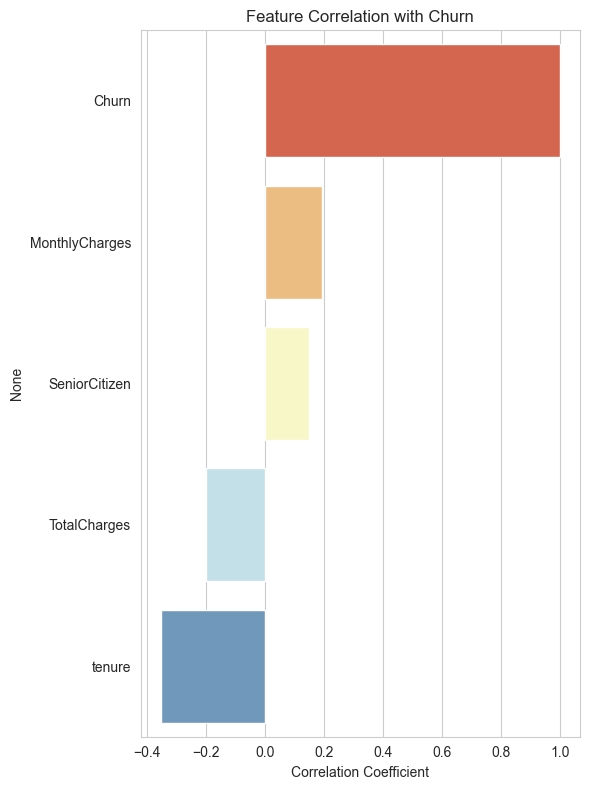 Feature Correlation with Churn
Churn
MonthlyCharges
SeniorCitizen
TotalCharges
tenure
None
−0.4 −0.2 0.0 0.2 0.4 0.6 0.8 1.0
Correlation Coefficient